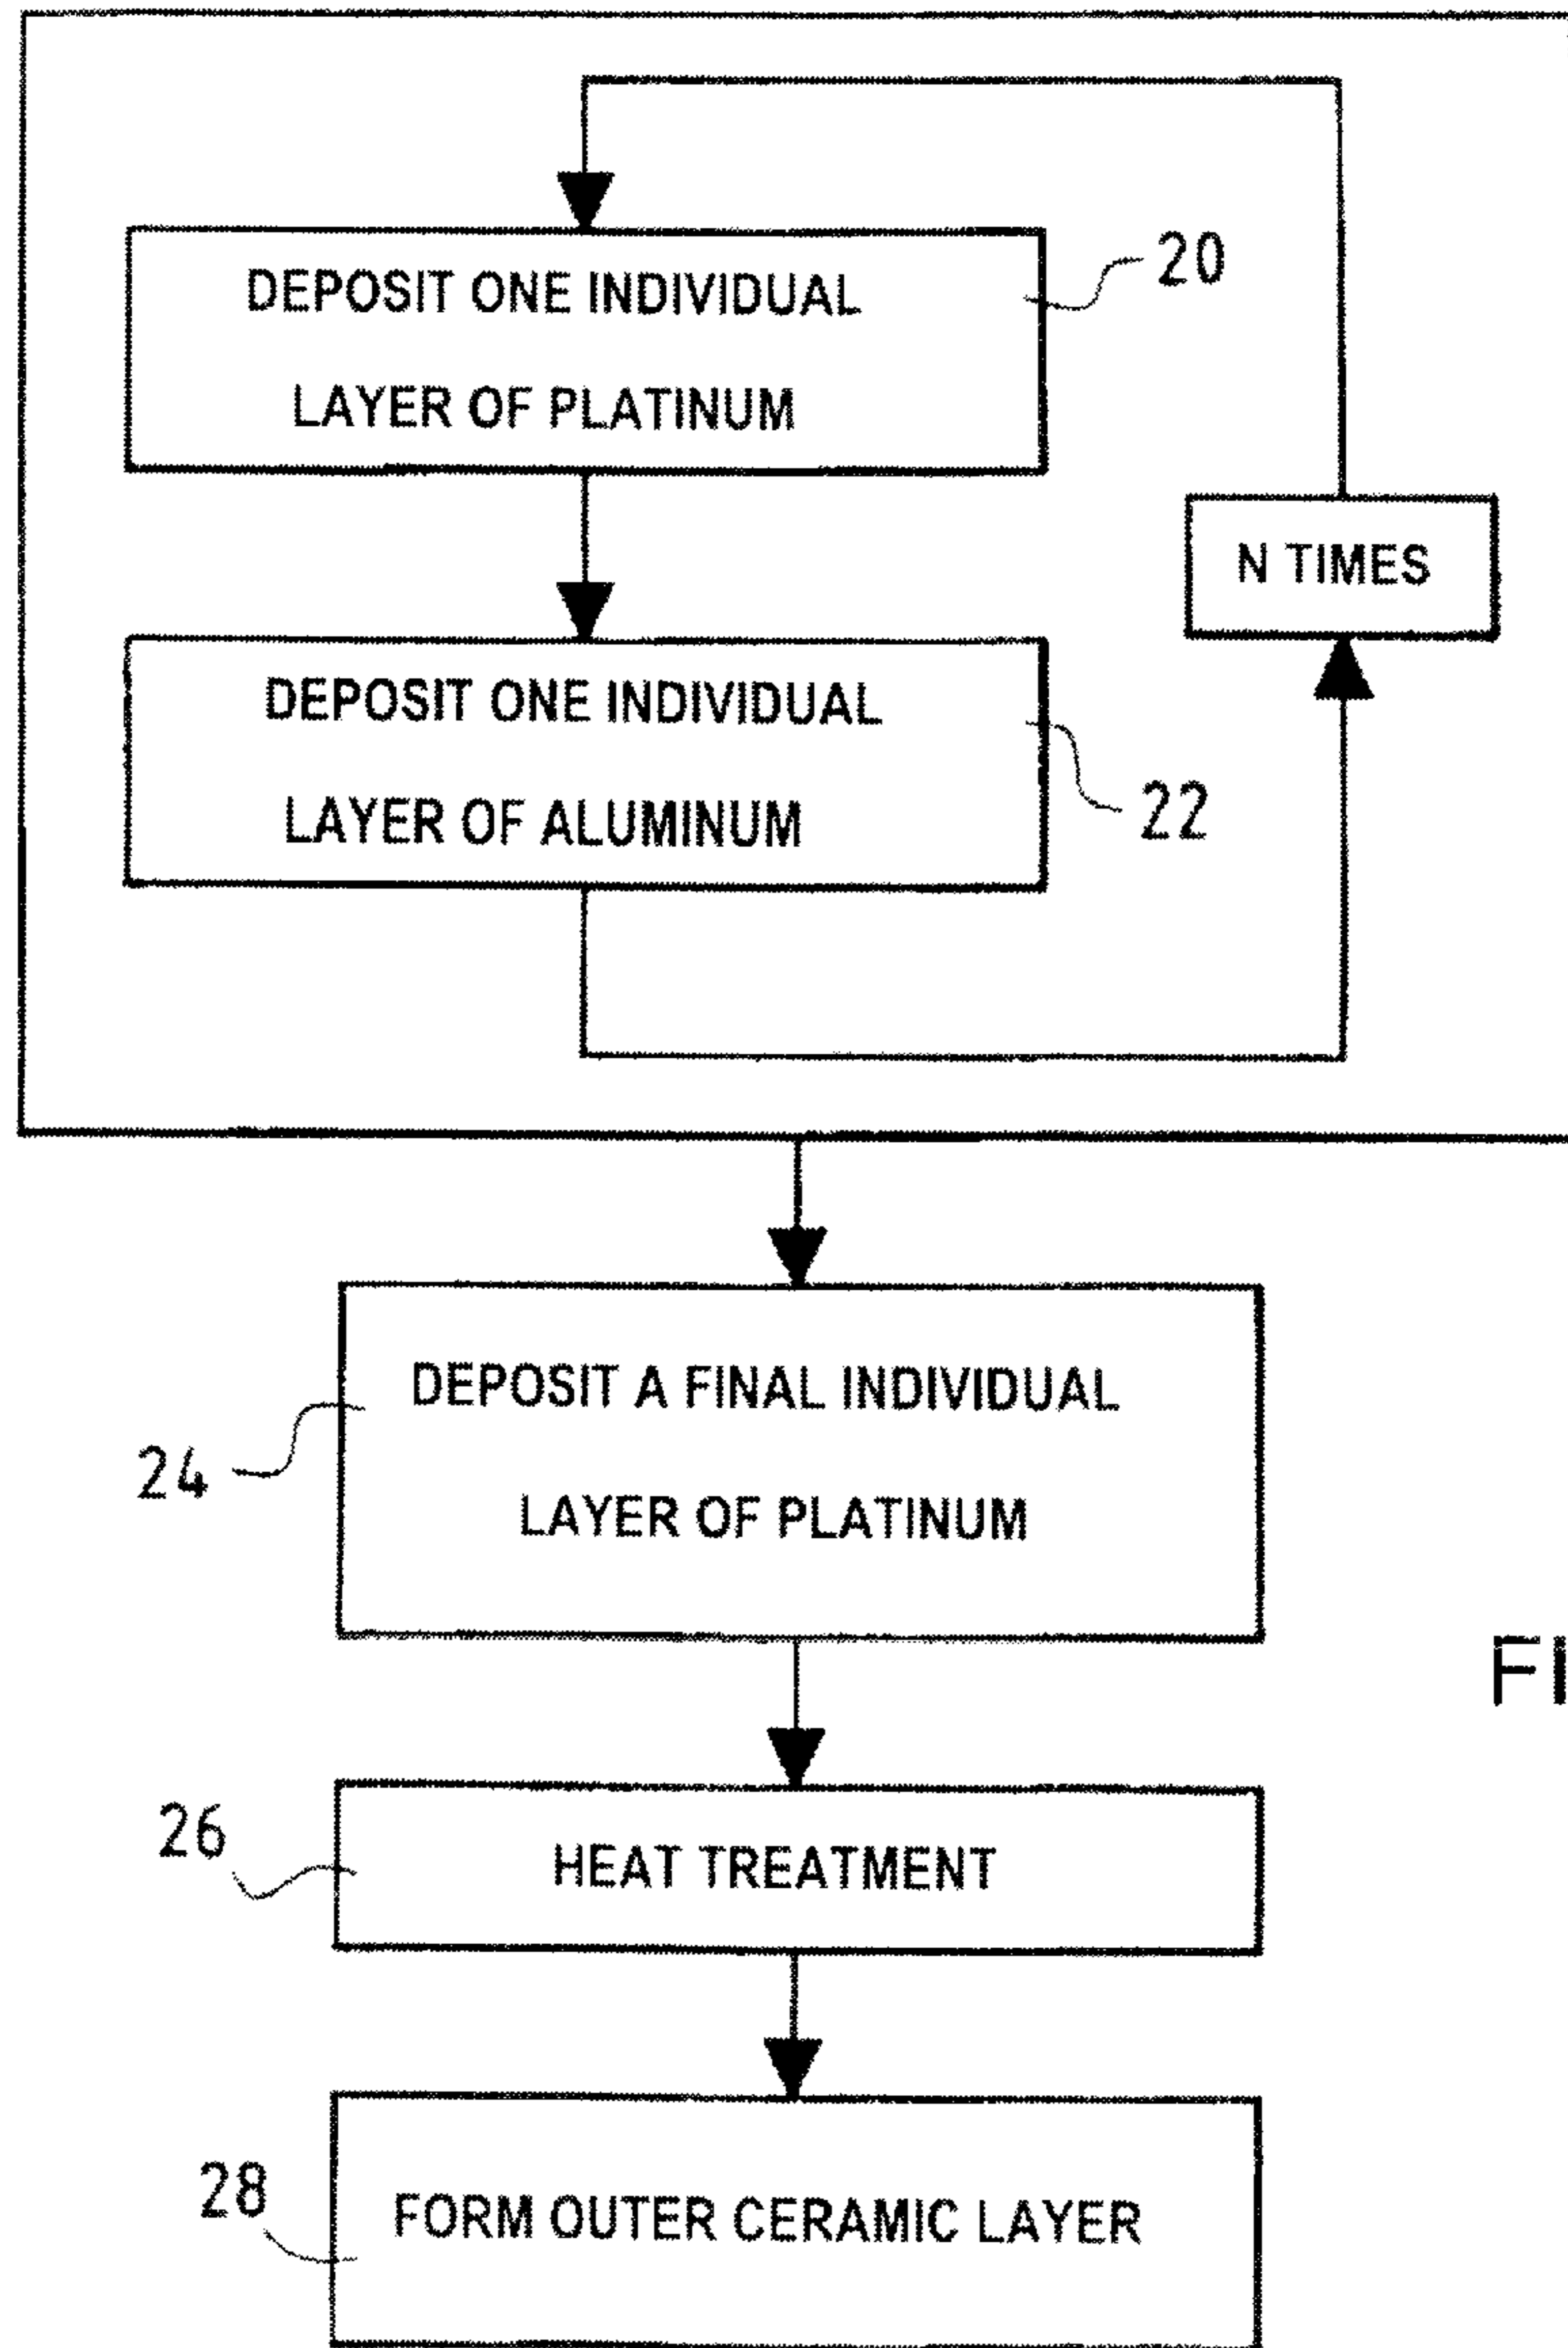 DEPOSIT ONE INDIVIDUAL
LAYER OF PLATINUM
20
N TIMES
DEPOSIT ONE INDIVIDUAL
LAYER OF ALUMINUM
22
DEPOSIT A FINAL INDIVIDUAL
LAYER OF PLATINUM
24
FI
HEAT TREATMENT
26
FORM OUTER CERAMIC LAYER
28